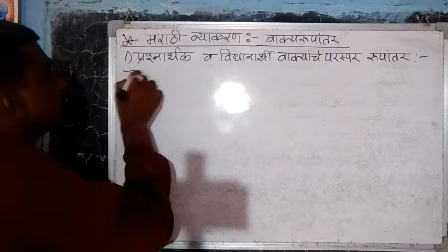 * मराठी-व्याकरण :- वाक्यरूपांतर
1) प्रश्नार्थक व विधानार्थी वाक्यांचे परस्पर रूपांतर :-